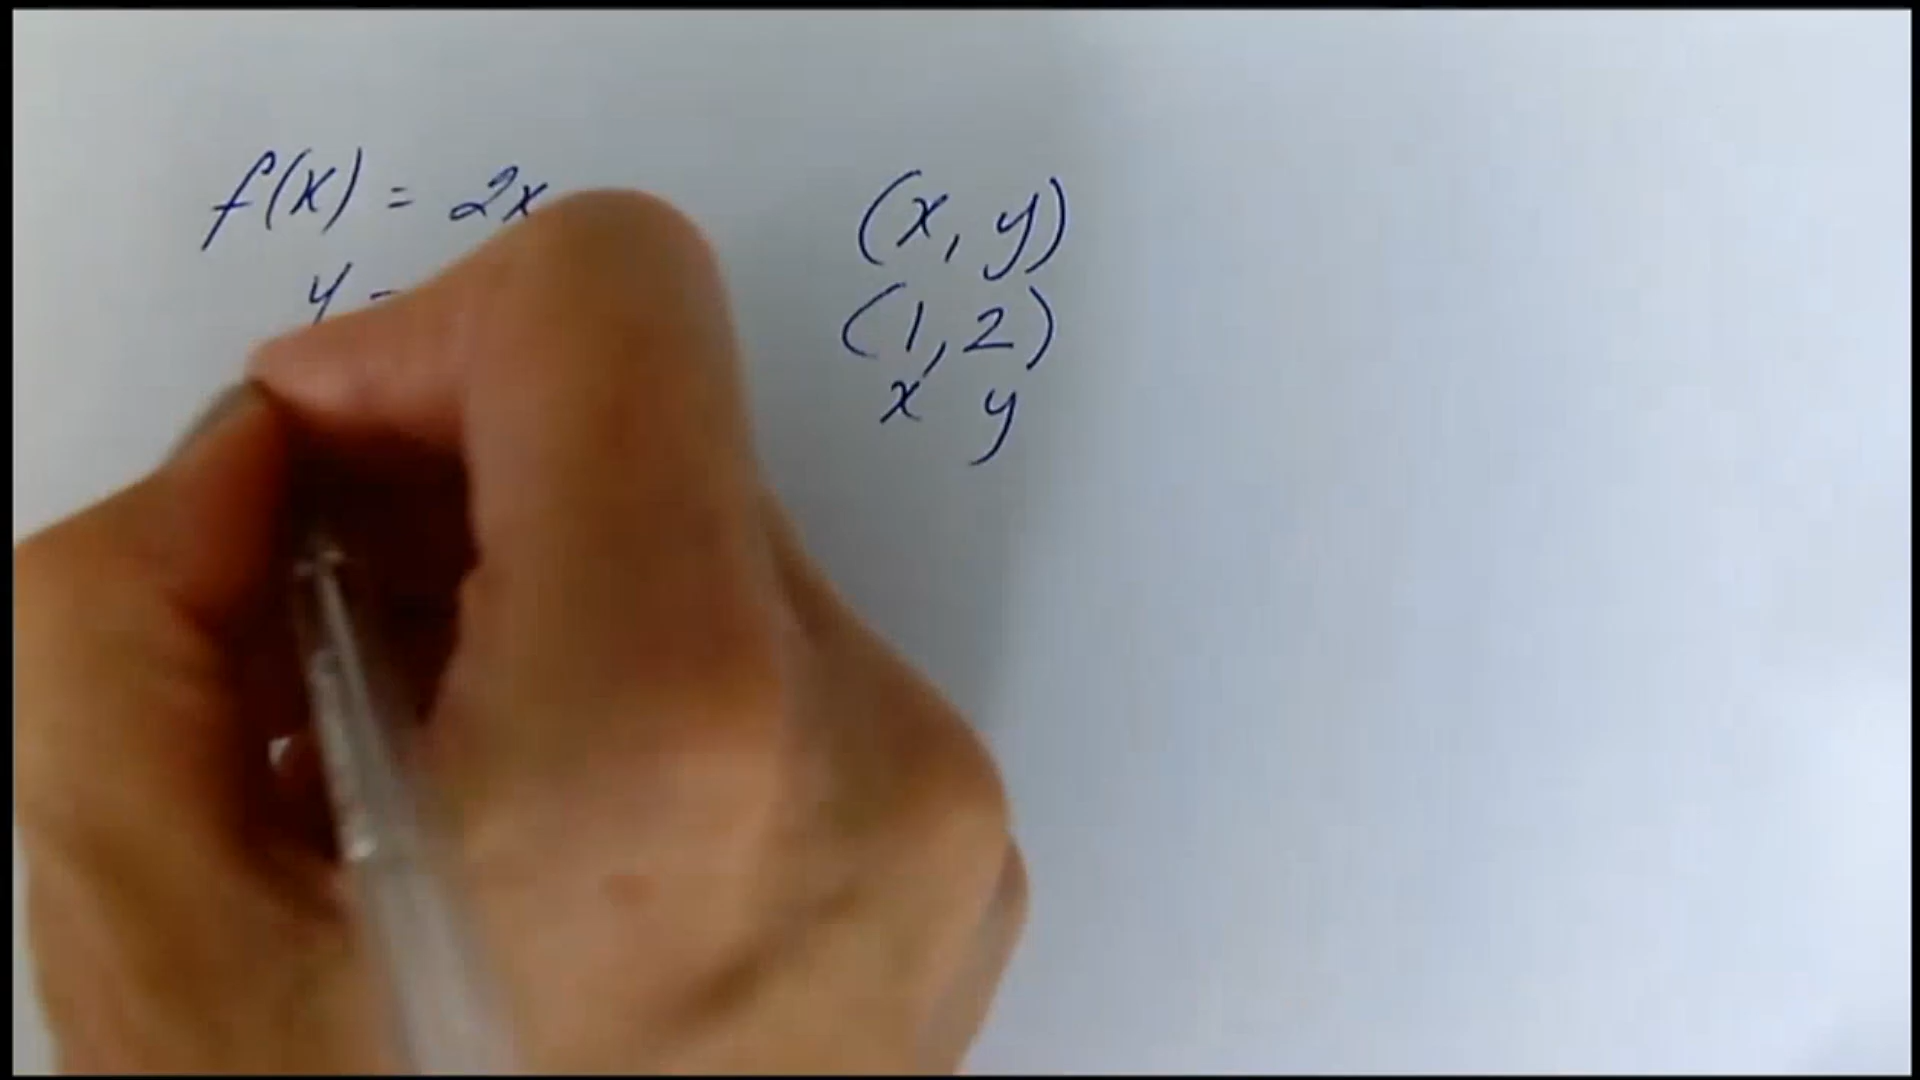 f(x) = 2x
y =
(x, y)
(1, 2)
x y